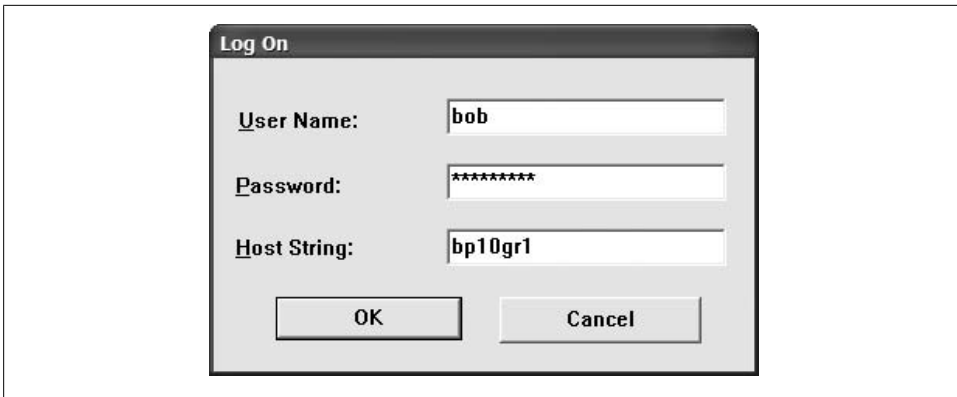 Log On
User Name: bob
Password: *********
Host String: bp10gr1
OK Cancel